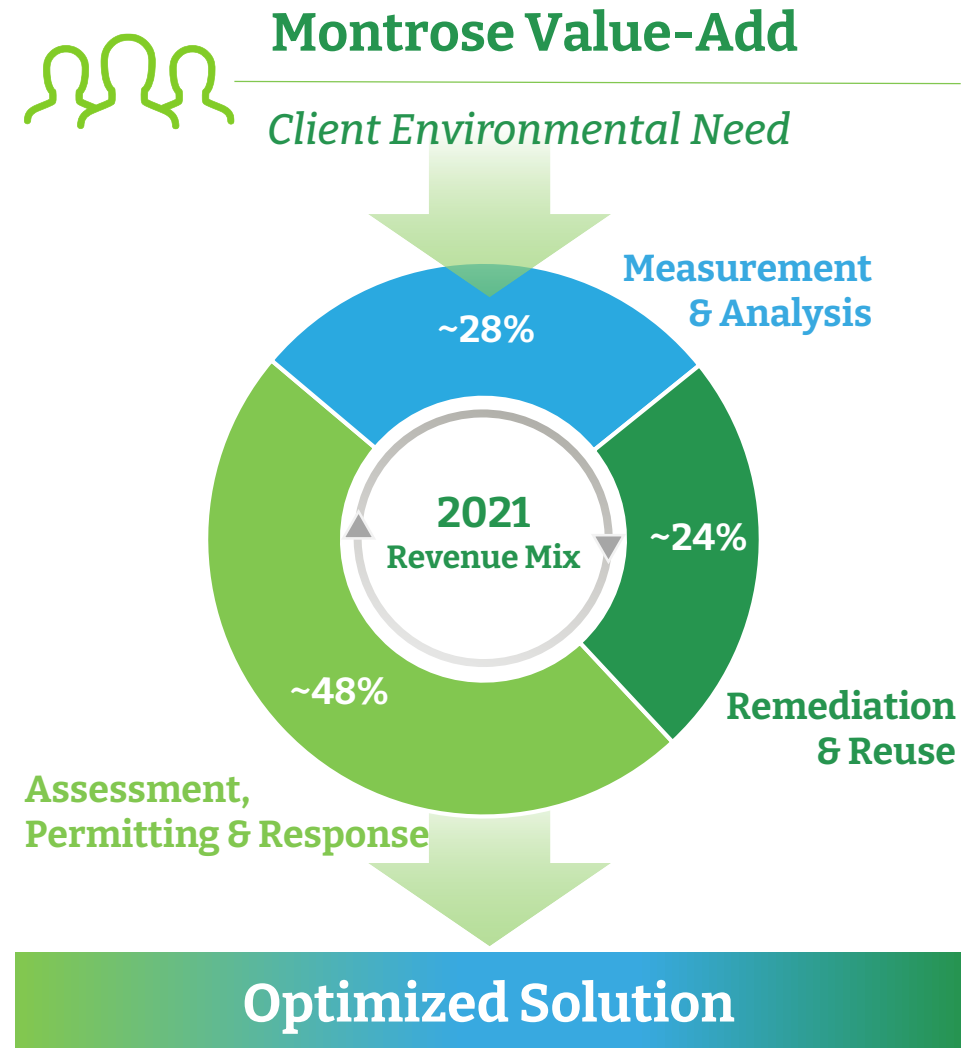 Montrose Value-Add
Client Environmental Need
Measurement
& Analysis
~28%
2021
Revenue Mix
~24%
~48%
Remediation
& Reuse
Assessment,
Permitting & Response
Optimized Solution